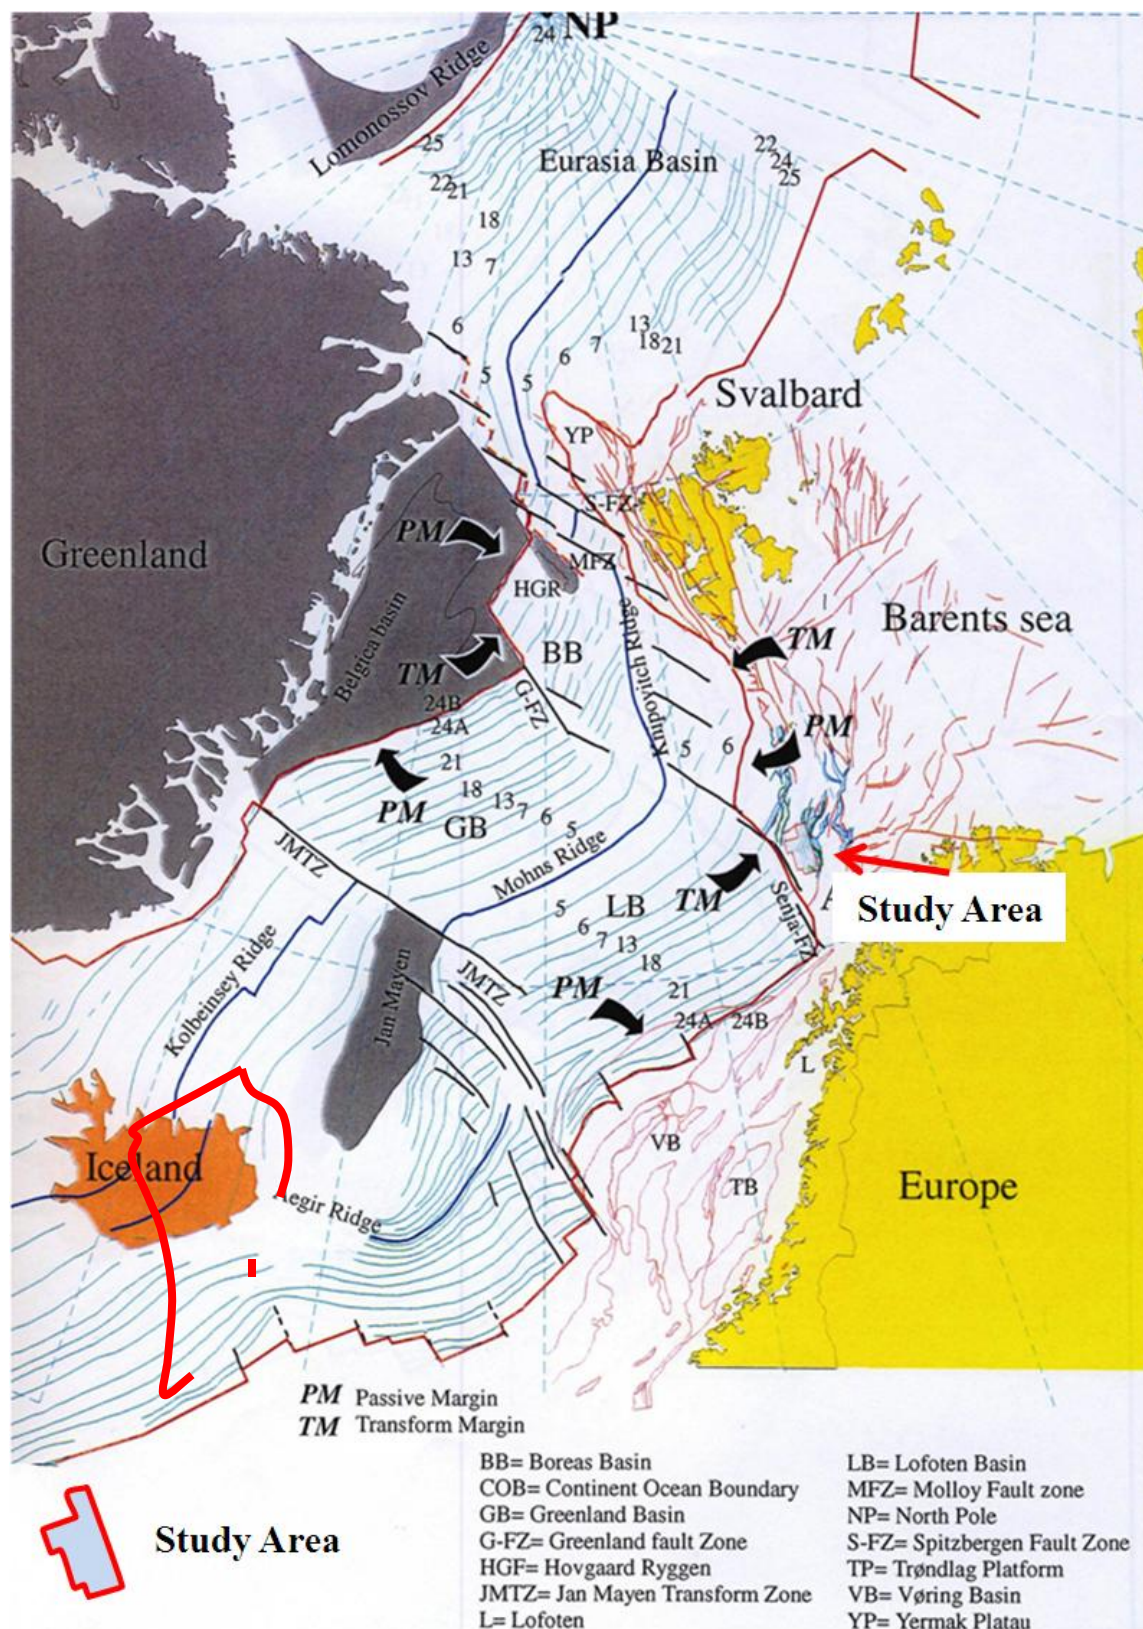 NP
24
Lomonossov Ridge
25
Eurasia Basin
22
24
25
22
21
18
13
7
6
13
18
21
7
6
5
5
Svalbard
YP
S-FZ
PM
Greenland
MFZ
HGR
Belgica basin
Knipovitch Ridge
Barents sea
TM
BB
TM
G-FZ
24B
24A
PM
5
6
21
18
13
7
6
5
PM
GB
JMTZ
Mohns Ridge
Study Area
TM
Senja-FZ
5
LB
6
7
13
18
Kolbeinsey Ridge
Jan Mayen
JMTZ
PM
21
24A
24B
L
VB
TB
Iceland
Aegir Ridge
Europe
PM Passive Margin
TM Transform Margin
Study Area
BB= Boreas Basin
COB= Continent Ocean Boundary
GB= Greenland Basin
G-FZ= Greenland fault Zone
HGF= Hovgaard Ryggen
JMTZ= Jan Mayen Transform Zone
L= Lofoten
LB= Lofoten Basin
MFZ= Molloy Fault zone
NP= North Pole
S-FZ= Spitzbergen Fault Zone
TP= Trøndlag Platform
VB= Vøring Basin
YP= Yermak Platau